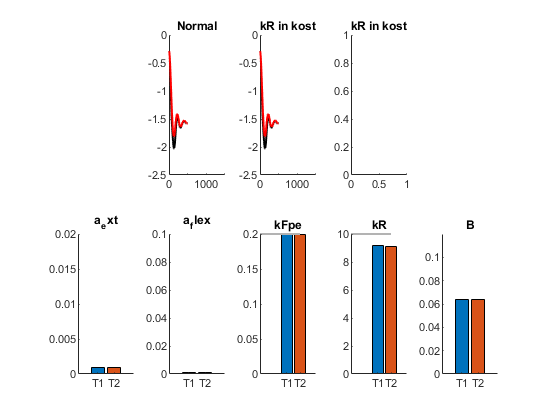 Normal kR in kost kR in kost
0 0 1
-0.5 -0.5 0.8
-1 -1 0.6
-1.5 -1.5 0.4
-2 -2 0.2
-2.5 -2.5 0
0 1000 0 1000 0 0.5 1
a_ext a_flex kFpe kR B
0.02 0.1 0.2 10
0.015 0.08 0.15 8 0.1
0.01 0.06 0.1 6 0.08
0.005 0.04 0.05 4 0.06
0.02 2 0.04
0.02
0 0 0 0 0
T1 T2 T1 T2 T1 T2 T1 T2 T1 T2